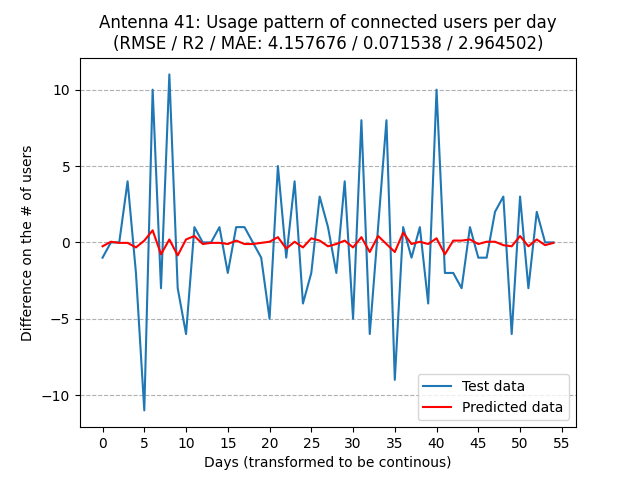 Antenna 41: Usage pattern of connected users per day
(RMSE / R2 / MAE: 4.157676 / 0.071538 / 2.964502)
Difference on the # of users
10
5
0
−5
−10
Test data
Predicted data
0 5 10 15 20 25 30 35 40 45 50 55
Days (transformed to be continous)